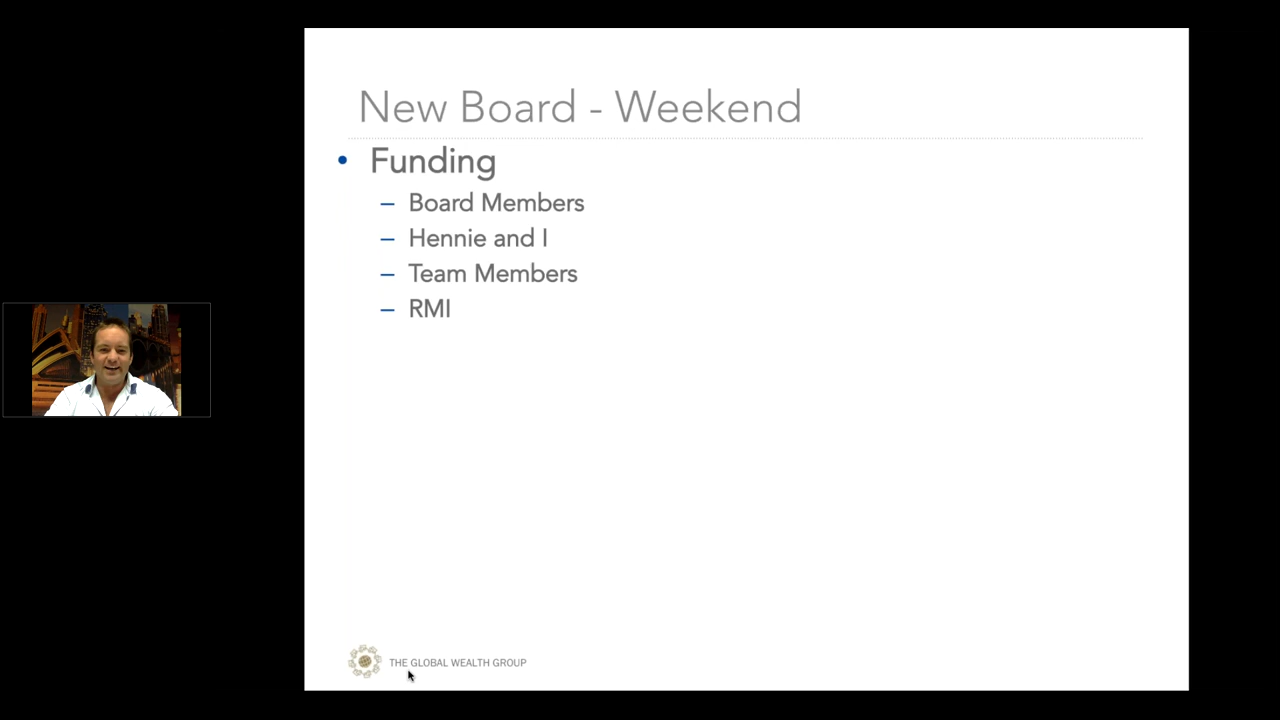 New Board - Weekend
• Funding
– Board Members
– Hennie and I
– Team Members
– RMI
THE GLOBAL WEALTH GROUP